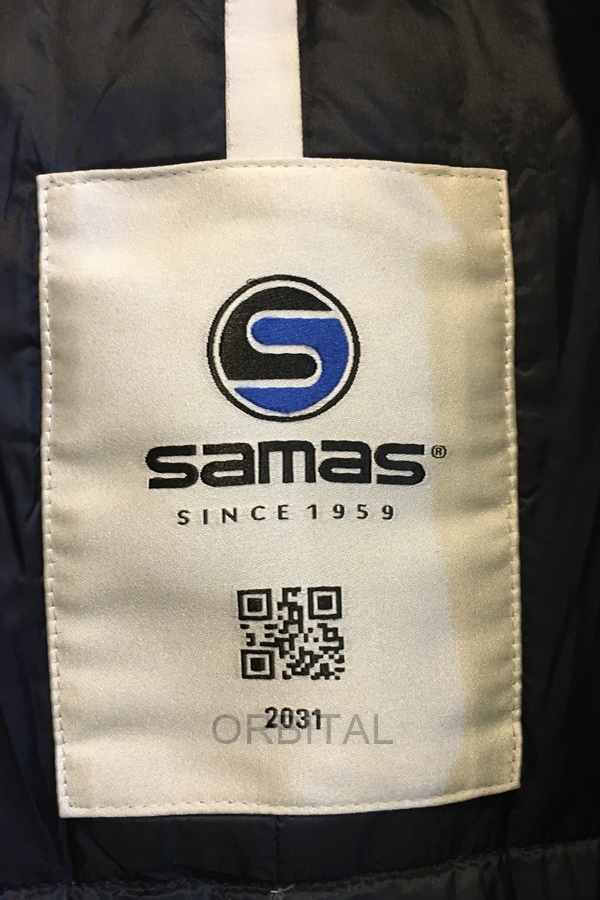 S
samas®
SINCE 1959
2031
ORBITAL